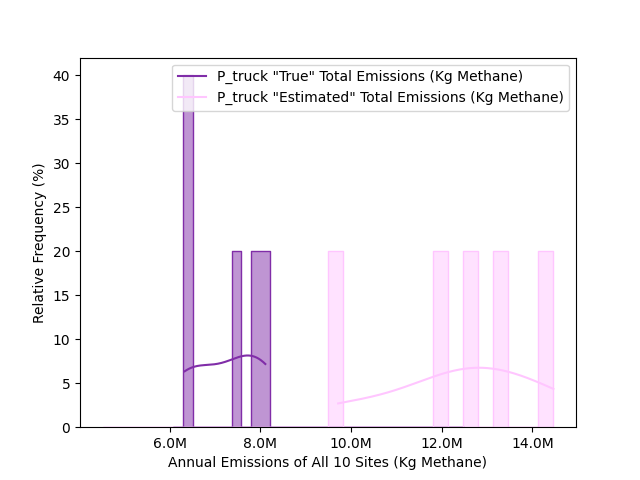 P_truck "True" Total Emissions (Kg Methane)
P_truck "Estimated" Total Emissions (Kg Methane)
40
35
30
25
20
15
10
5
0
Relative Frequency (%)
6.0M 8.0M 10.0M 12.0M 14.0M
Annual Emissions of All 10 Sites (Kg Methane)